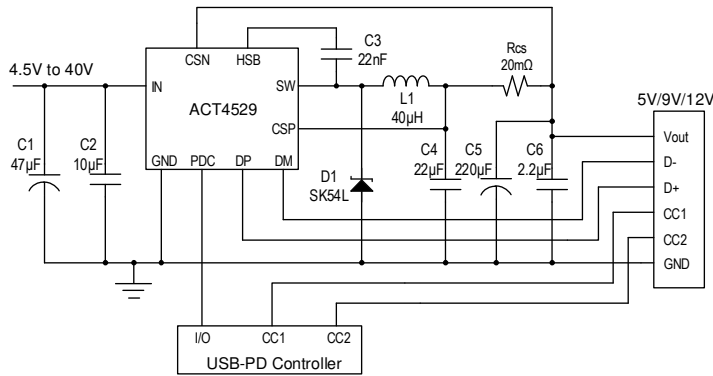 C3
22nF
CSN
HSB
Rcs
20mΩ
4.5V to 40V
IN
SW
ACT4529
L1
40µH
5V/9V/12V
CSP
Vout
C1
47µF
C2
10µF
GND
PDC
DP
DM
D1
SK54L
C4
22µF
C5
220µF
C6
2.2µF
D-
D+
CC1
CC2
GND
I/O
CC1
CC2
USB-PD Controller